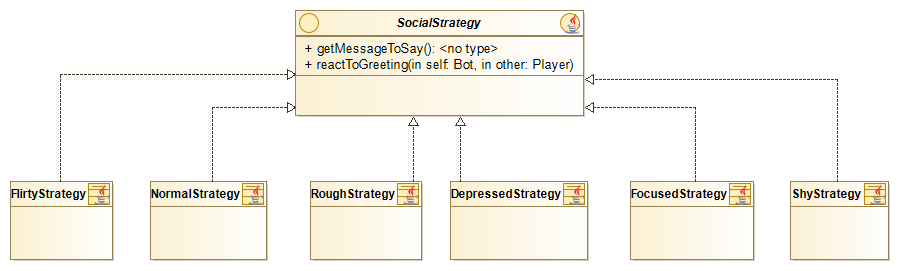 SocialStrategy
+ getMessageToSay(): <no type>
+ reactToGreeting(in self: Bot, in other: Player)
FlirtyStrategy
NormalStrategy
RoughStrategy
DepressedStrategy
FocusedStrategy
ShyStrategy